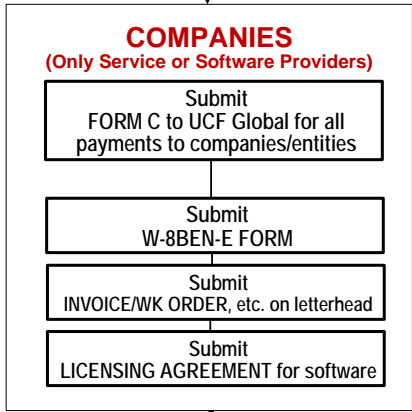 COMPANIES
(Only Service or Software Providers)
Submit
FORM C to UCF Global for all
payments to companies/entities
Submit
W-8BEN-E FORM
Submit
INVOICE/WK ORDER, etc. on letterhead
Submit
LICENSING AGREEMENT for software